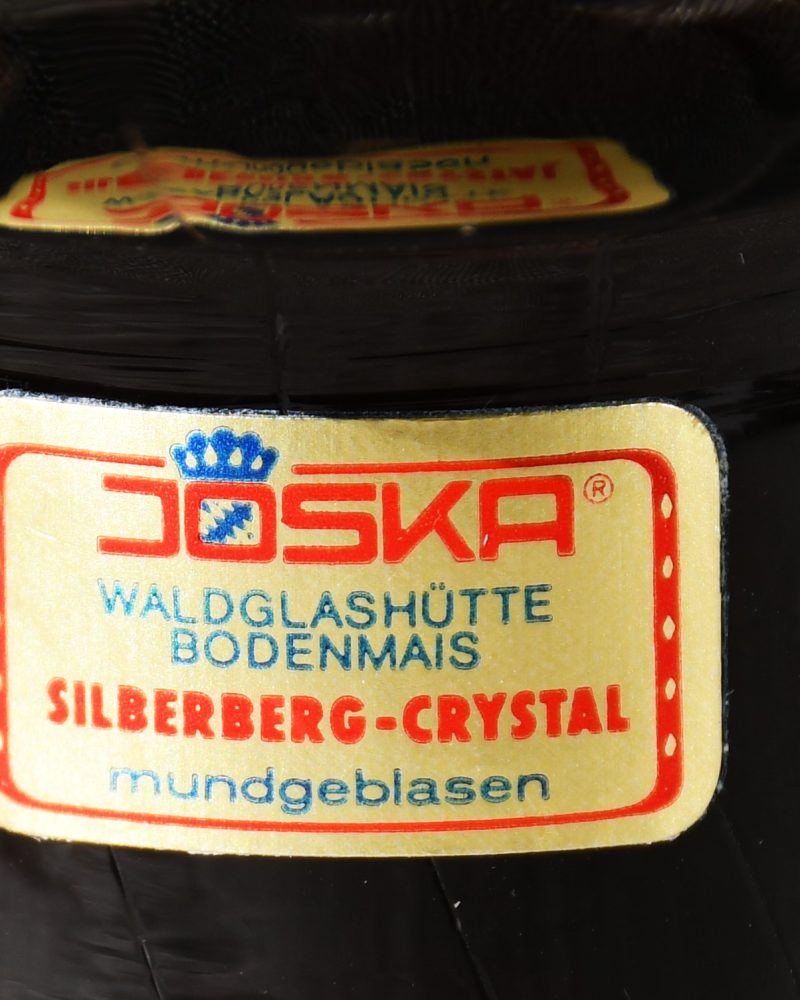 JOSKA®
WALDGLASHÜTTE
BODENMAIS
SILBERBERG-CRYSTAL
mundgeblasen